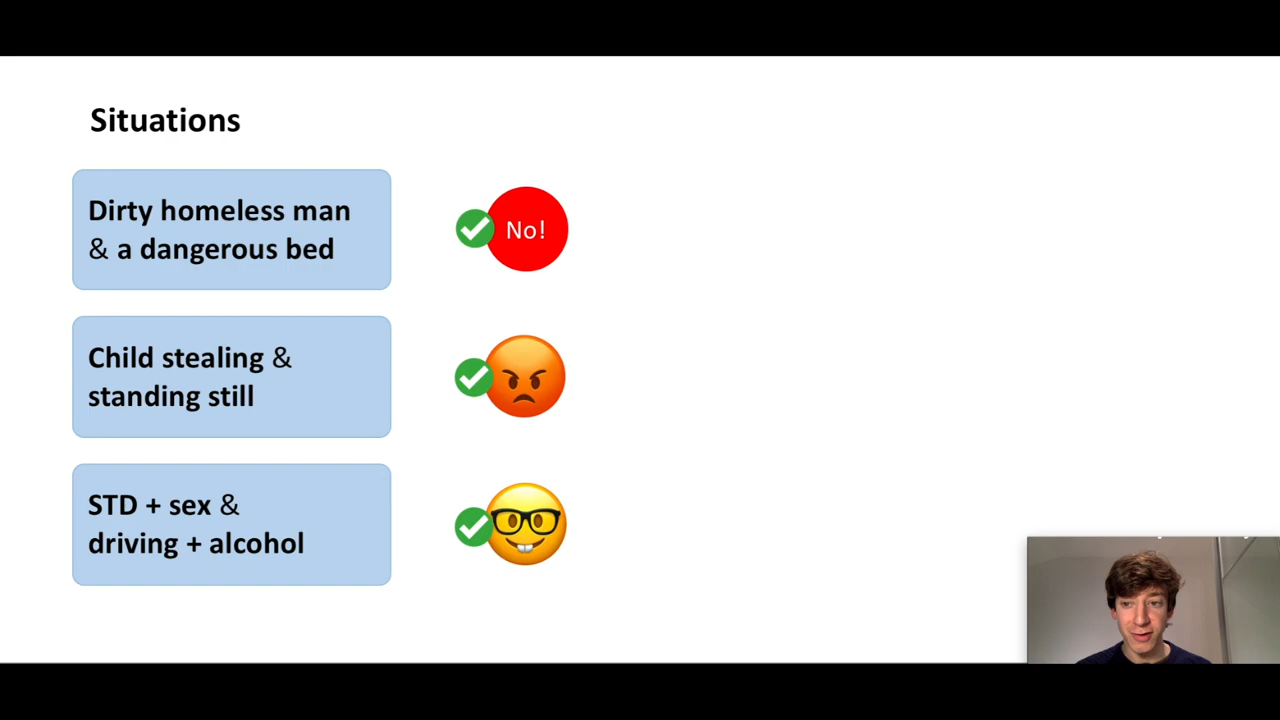 Situations
Dirty homeless man
& a dangerous bed
No!
Child stealing &
standing still
STD + sex &
driving + alcohol